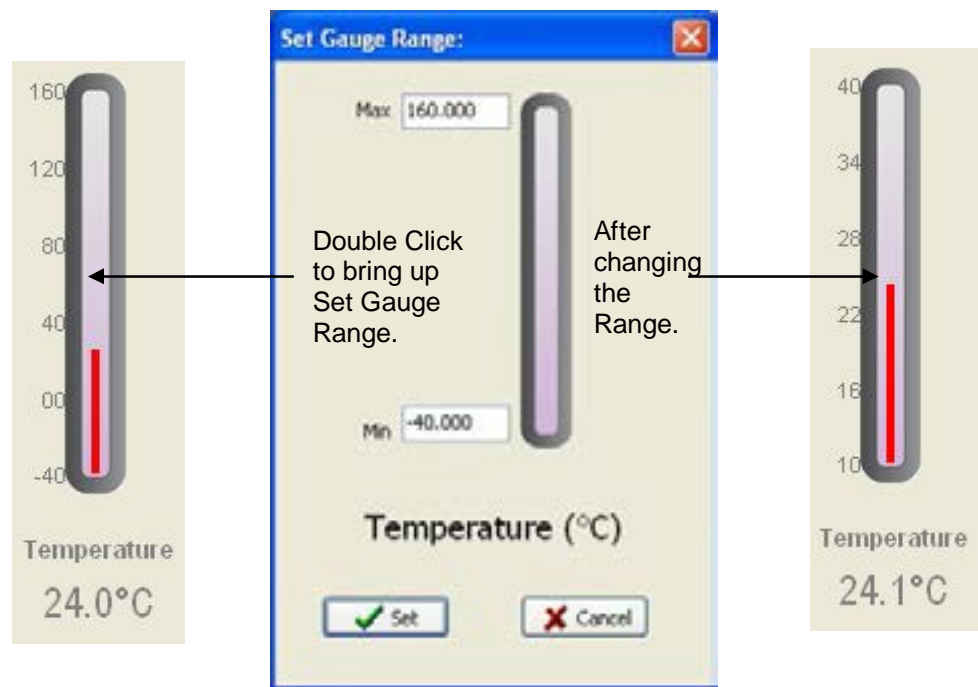 160
120
80
40
00
-40
Temperature
24.0°C
Set Gauge Range:
Max 160.000
Double Click
to bring up
Set Gauge
Range.
After
changing
the
Range.
Min -40.000
Temperature (°C)
Set
Cancel
40
34
28
22
16
10
Temperature
24.1°C